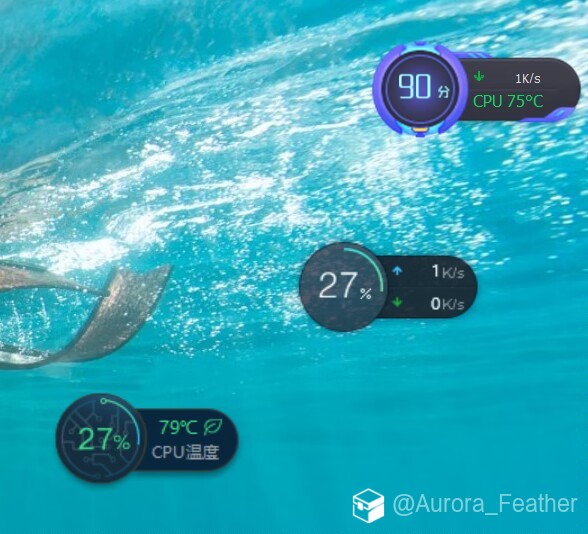 90分
1K/s
CPU 75℃
27%
1K/s
0K/s
27%
79℃
CPU温度
@Aurora_Feather